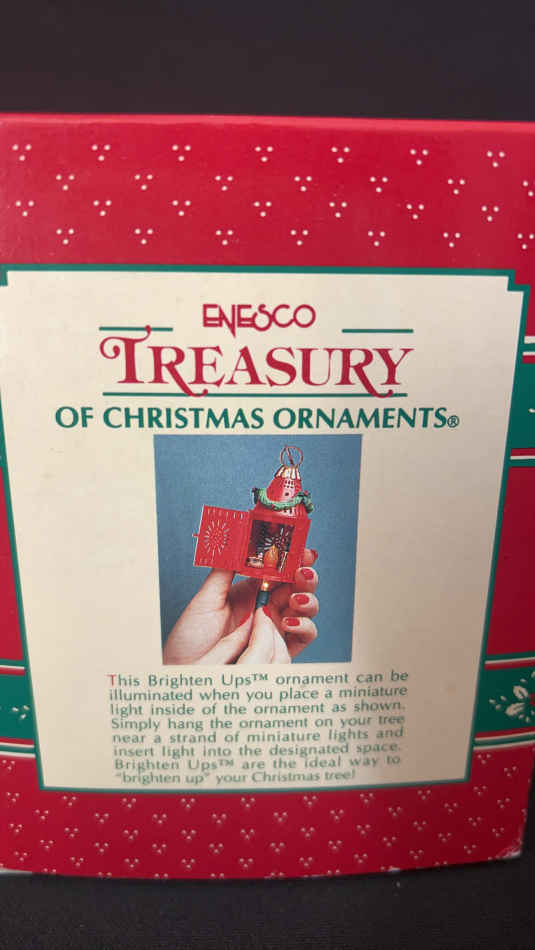 ENESCO
TREASURY
OF CHRISTMAS ORNAMENTS®
This Brighten Ups™ ornament can be
illuminated when you place a miniature
light inside of the ornament as shown.
Simply hang the ornament on your tree
near a strand of miniature lights and
insert light into the designated space.
Brighten Ups™ are the ideal way to
"brighten up" your Christmas tree!